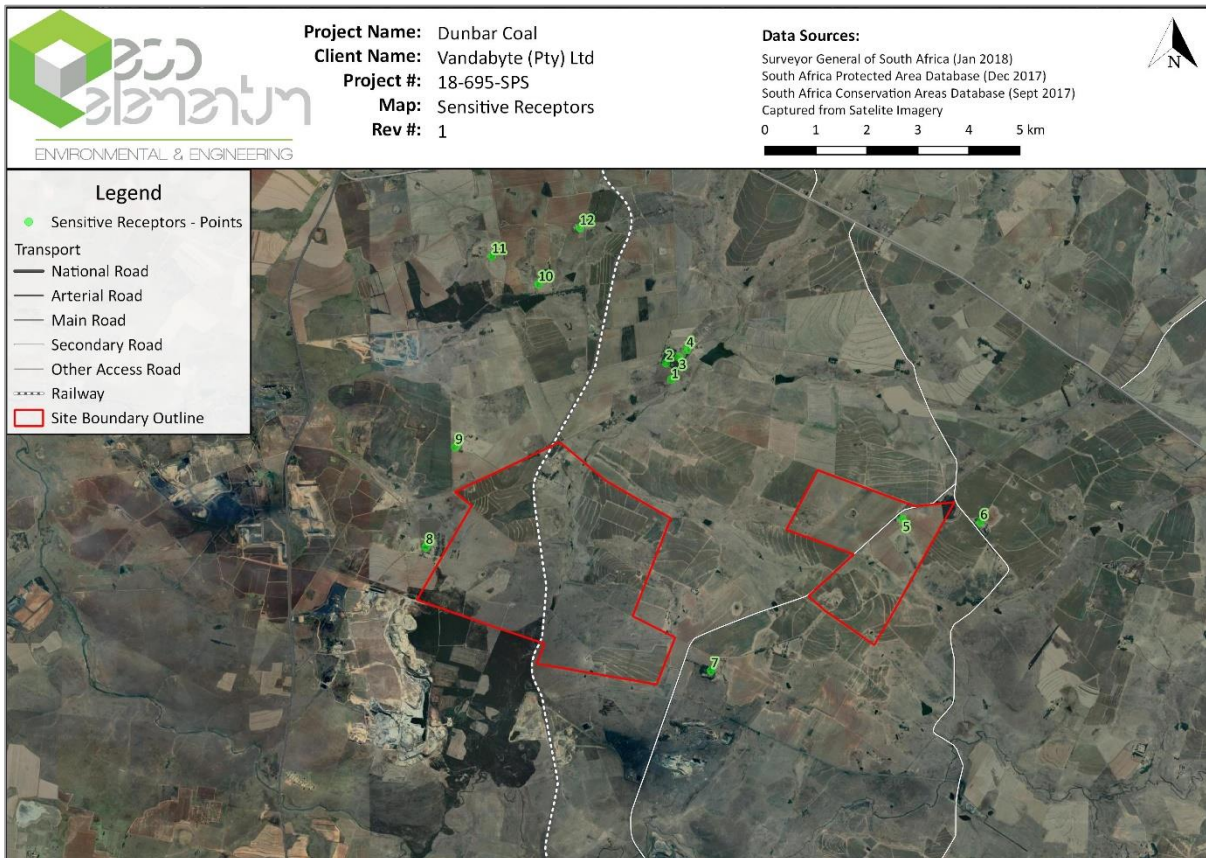 eco
elementum
ENVIRONMENTAL & ENGINEERING
Project Name: Dunbar Coal
Client Name: Vandabyte (Pty) Ltd
Project #: 18-695-SPS
Map: Sensitive Receptors
Rev #: 1
Data Sources:
Surveyor General of South Africa (Jan 2018)
South Africa Protected Area Database (Dec 2017)
South Africa Conservation Areas Database (Sept 2017)
Captured from Satelite Imagery
0 1 2 3 4 5 km
N
Legend
Sensitive Receptors - Points
Transport
National Road
Arterial Road
Main Road
Secondary Road
Other Access Road
Railway
Site Boundary Outline
12
11
10
4
2
3
1
9
8
5
6
7